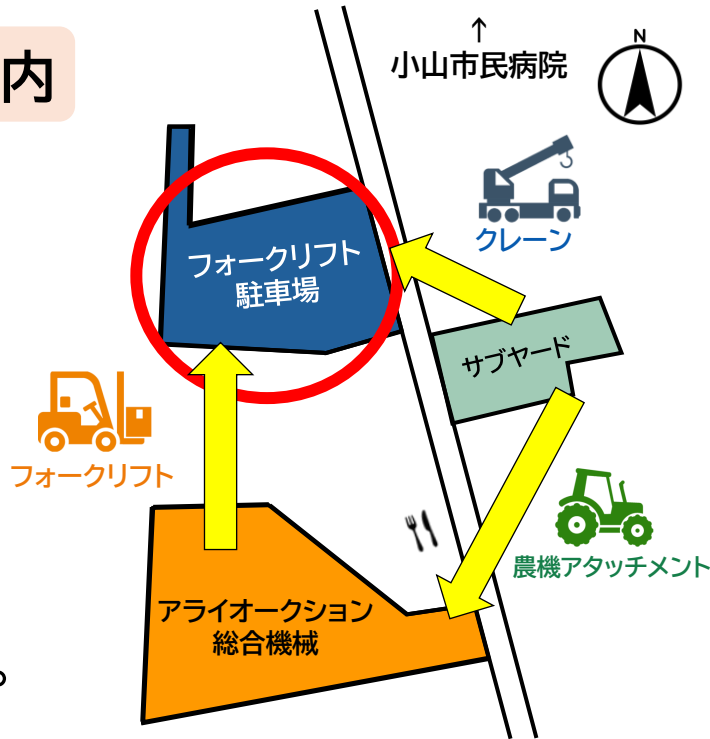 内
↑
小山市民病院
N
クレーン
フォークリフト
駐車場
サブヤード
フォークリフト
農機アタッチメント
アライオークション
総合機械
。